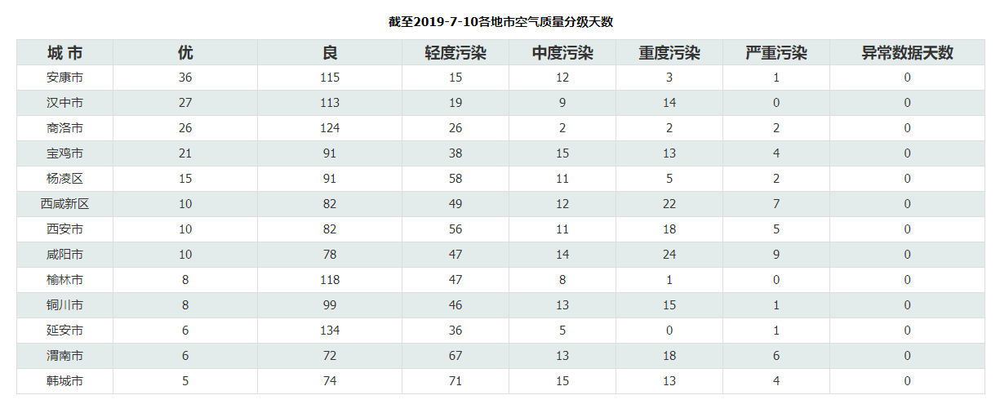 截至2019-7-10各地市空气质量分级天数
城 市 优 良 轻度污染 中度污染 重度污染 严重污染 异常数据天数
安康市 36 115 15 12 3 1 0
汉中市 27 113 19 9 14 0 0
商洛市 26 124 26 2 2 2 0
宝鸡市 21 91 38 15 13 4 0
杨凌区 15 91 58 11 5 2 0
西咸新区 10 82 49 12 22 7 0
西安市 10 82 56 11 18 5 0
咸阳市 10 78 47 14 24 9 0
榆林市 8 118 47 8 1 0 0
铜川市 8 99 46 13 15 1 0
延安市 6 134 36 5 0 1 0
渭南市 6 72 67 13 18 6 0
韩城市 5 74 71 15 13 4 0